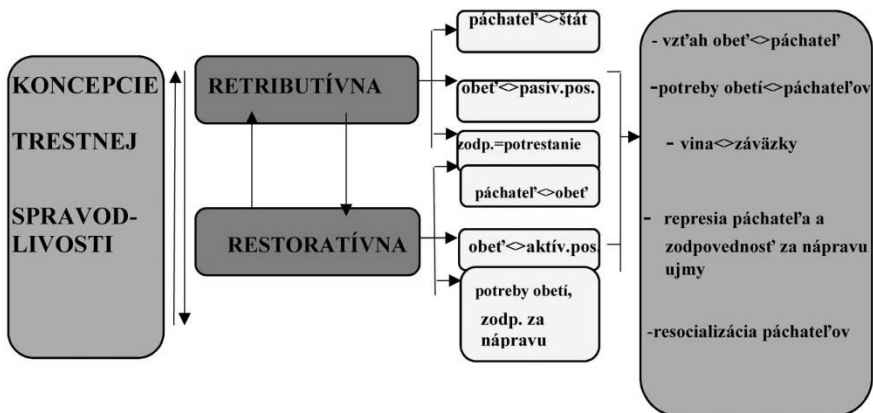 KONCEPCIE
TRESTNEJ
SPRAVOD-
LIVOSTI
RETRIBUTÍVNA
RESTORATÍVNA
páchateľ<>štát
obeť<>pasív.pos.
zodp.=potrestanie
páchateľ<>obeť
obeť<>aktív.pos.
potreby obetí,
zodp. za
nápravu
- vzťah obeť<>páchateľ
-potreby obetí<>páchateľov
- vina<>záväzky
- represia páchateľa a
zodpovednosť za nápravu
ujmy
-resocializácia páchateľov